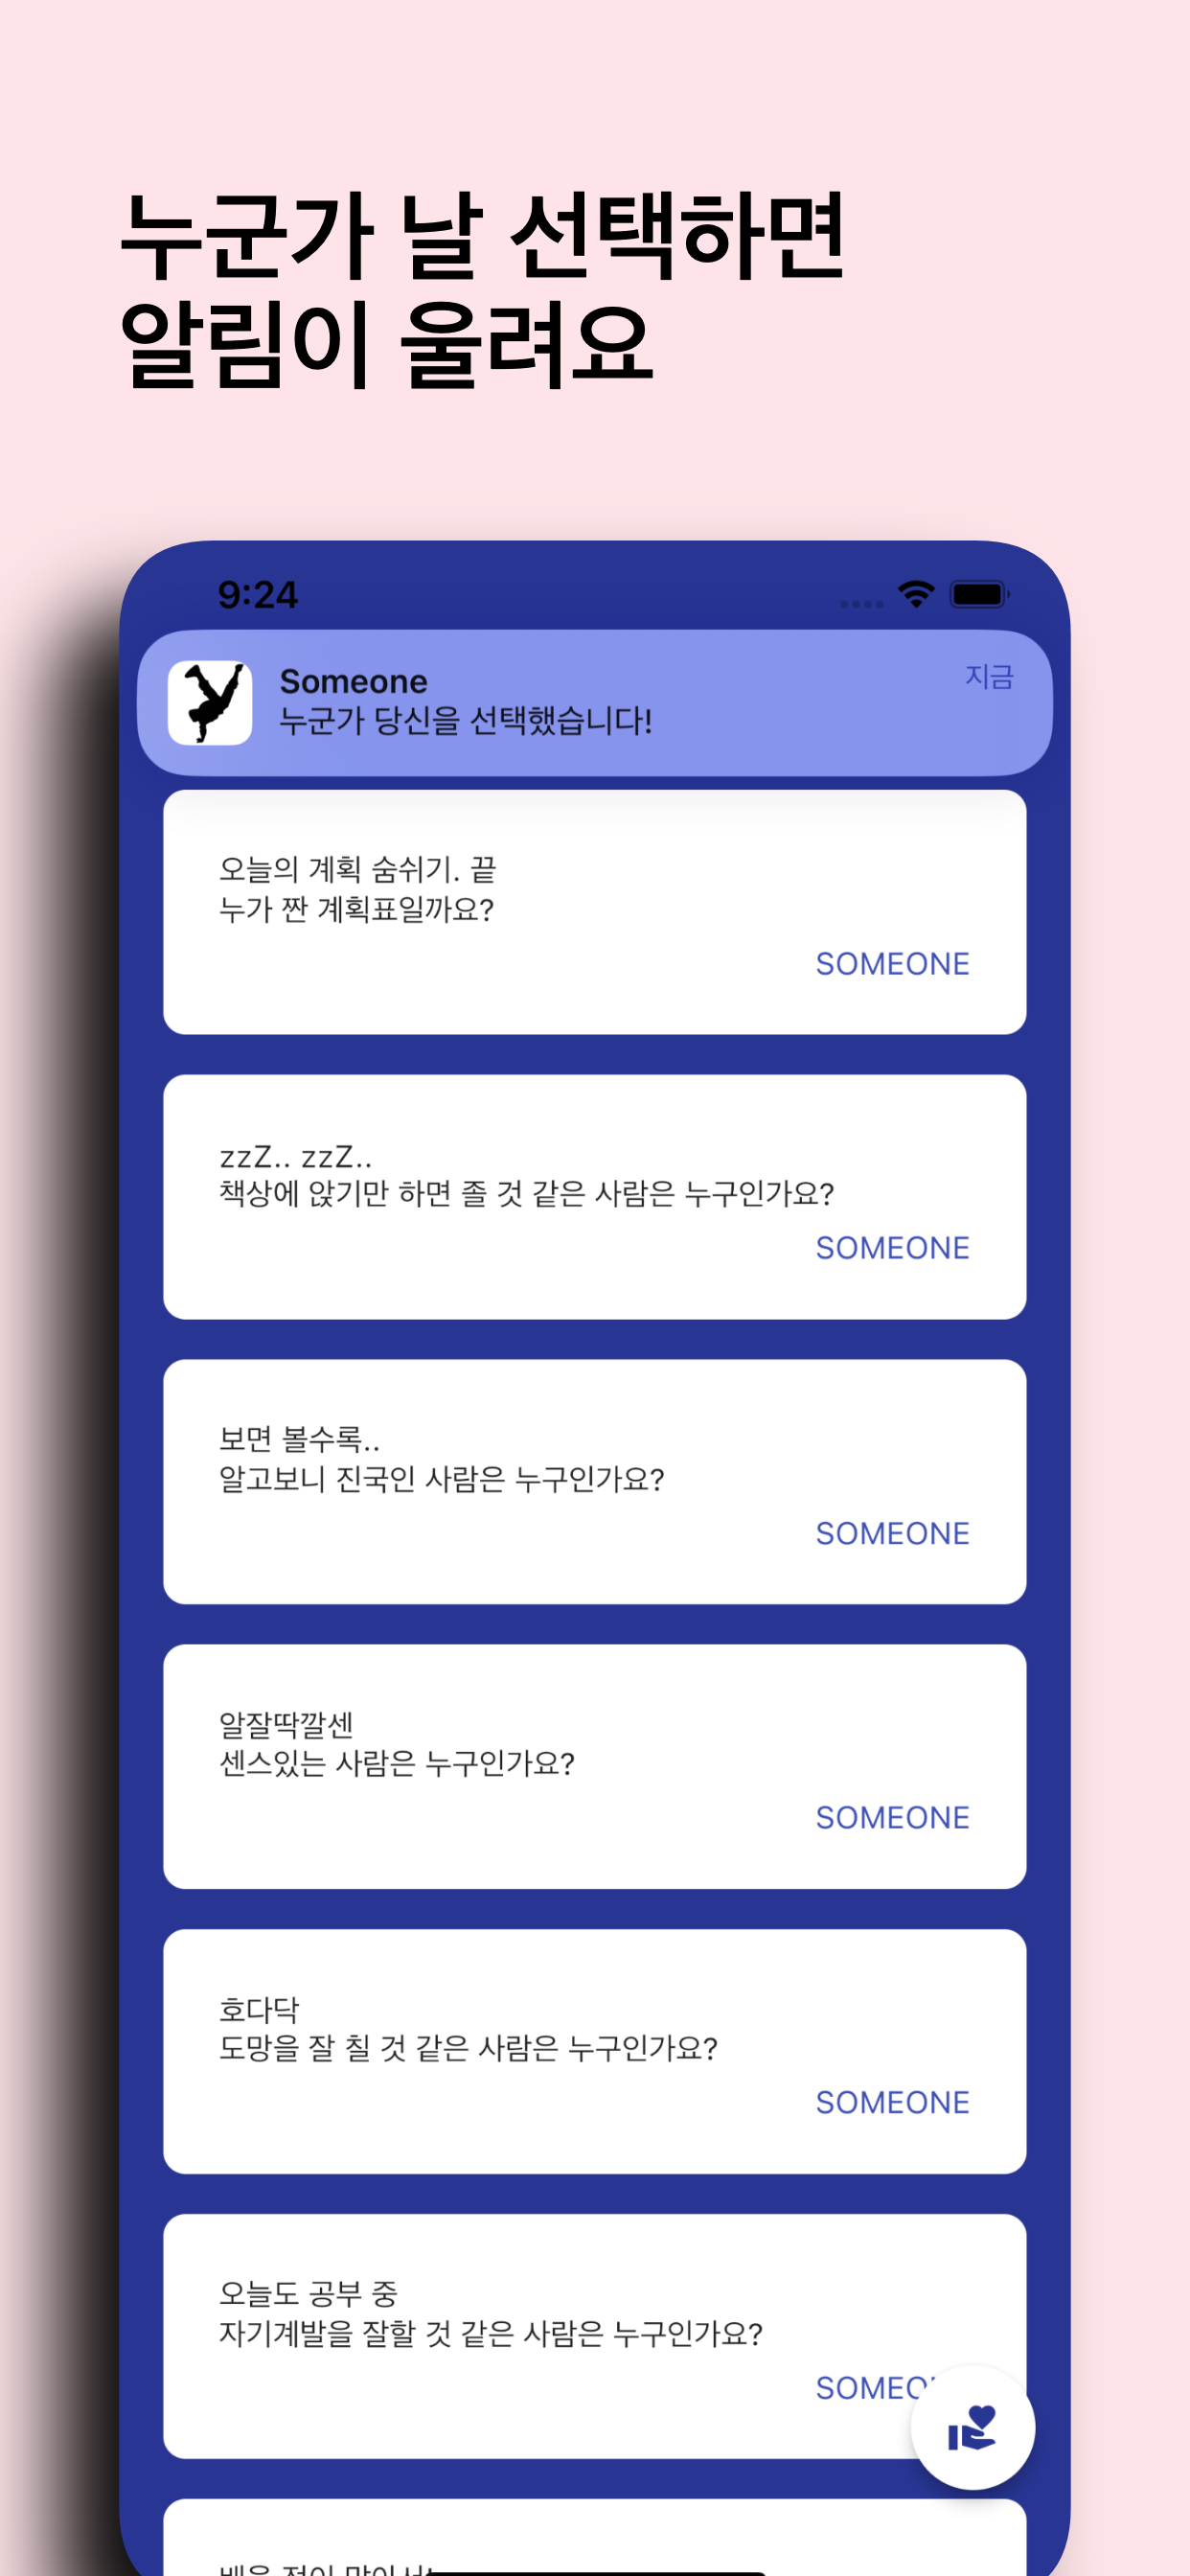 누군가 날 선택하면
알림이 울려요
9:24
Someone
지금
누군가 당신을 선택했습니다!
오늘의 계획 숨쉬기. 끝
누가 짠 계획표일까요?
SOMEONE
zzZ.. zzZ..
책상에 앉기만 하면 졸 것 같은 사람은 누구인가요?
SOMEONE
보면 볼수록..
알고보니 진국인 사람은 누구인가요?
SOMEONE
알잘딱깔센
센스있는 사람은 누구인가요?
SOMEONE
호다닥
도망을 잘 칠 것 같은 사람은 누구인가요?
SOMEONE
오늘도 공부 중
자기계발을 잘할 것 같은 사람은 누구인가요?